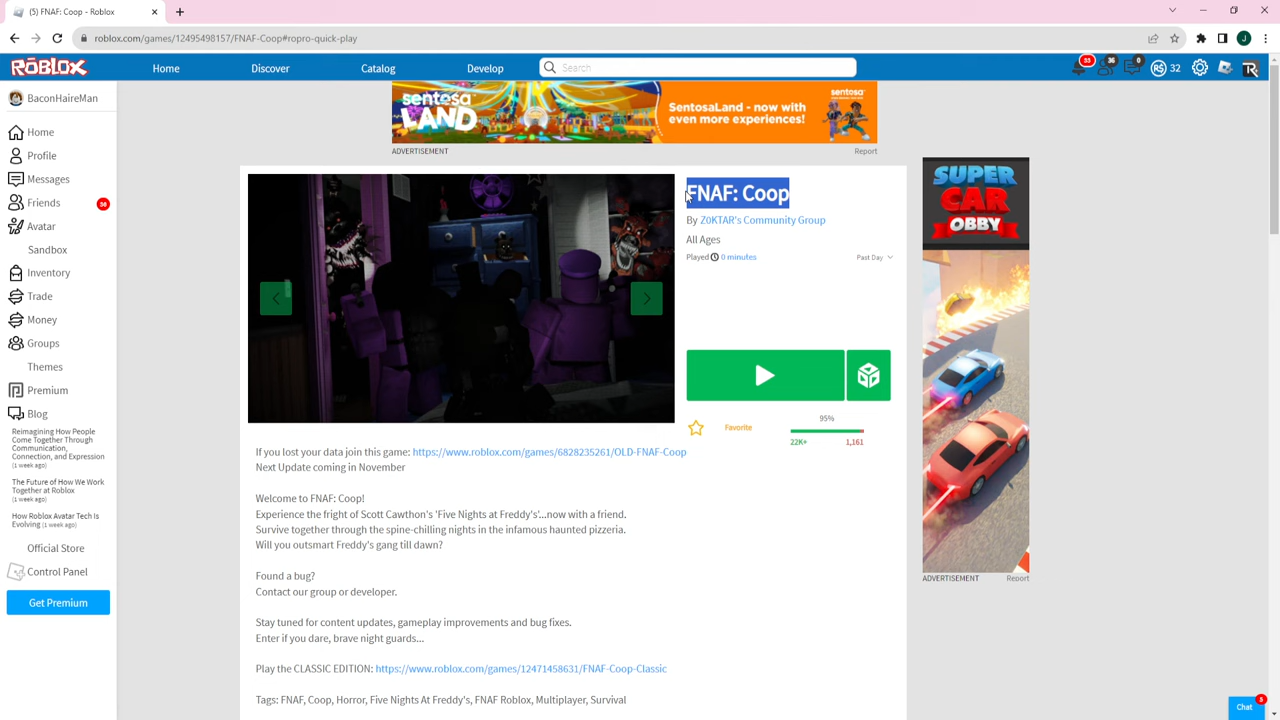 (5) FNAF: Coop - Roblox
roblox.com/games/12495498157/FNAF-Coop#ropro-quick-play
J
ROBLOX
Home
Discover
Catalog
Develop
Search
55
36
0
32
BaconHaireMan
Home
Profile
Messages
Friends
36
Avatar
Sandbox
Inventory
Trade
Money
Groups
Themes
Premium
Blog
Reimagining How People
Come Together Through
Communication,
Connection, and Expression
(1 week ago)
The Future of How We Work
Together at Roblox
(1 week ago)
How Roblox Avatar Tech Is
Evolving (1 week ago)
Official Store
Control Panel
Get Premium
sentosa
LAND
SentosaLand - now with
even more experiences!
sentosa
ADVERTISEMENT
Report
FNAF: Coop
By Z0KTAR's Community Group
All Ages
Played 0 minutes
Past Day
Favorite
95%
22K+
1,161
If you lost your data join this game: https://www.roblox.com/games/6828235261/OLD-FNAF-Coop
Next Update coming in November
Welcome to FNAF: Coop!
Experience the fright of Scott Cawthon's 'Five Nights at Freddy's'...now with a friend.
Survive together through the spine-chilling nights in the infamous haunted pizzeria.
Will you outsmart Freddy's gang till dawn?
Found a bug?
Contact our group or developer.
Stay tuned for content updates, gameplay improvements and bug fixes.
Enter if you dare, brave night guards...
Play the CLASSIC EDITION: https://www.roblox.com/games/12471458631/FNAF-Coop-Classic
Tags: FNAF, Coop, Horror, Five Nights At Freddy's, FNAF Roblox, Multiplayer, Survival
SUPER
CAR
OBBY
ADVERTISEMENT
Report
Chat
5